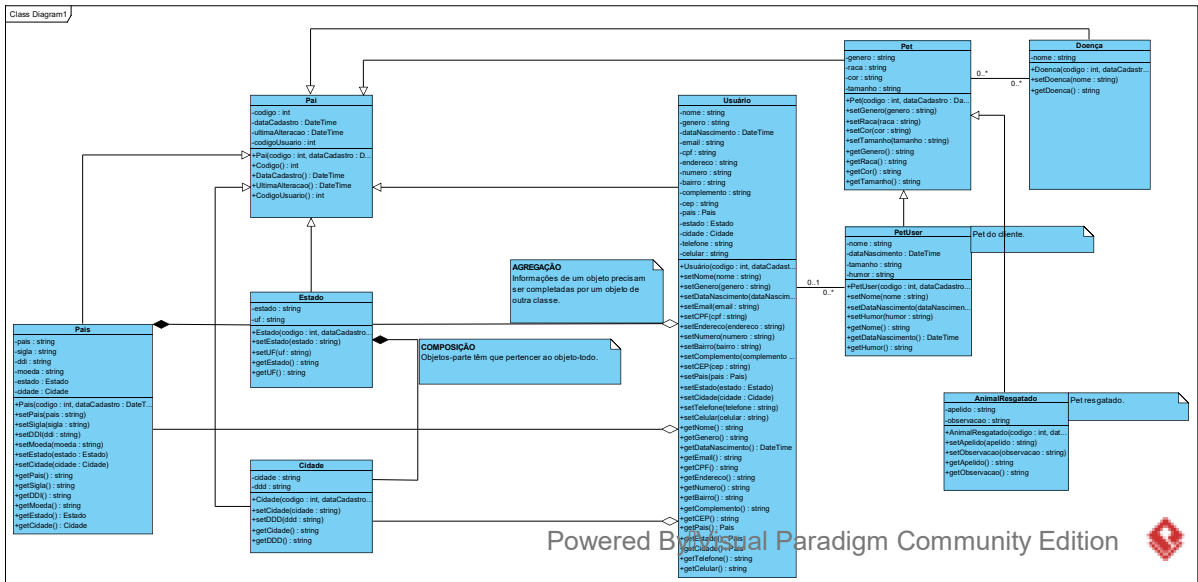 Class Diagram1
Pai
-codigo : int
-dataCadastro : DateTime
-ultimaAlteracao : DateTime
-codigoUsuario : int
+Pai(codigo : int, dataCadastro : D...
+Codigo() : int
+DataCadastro() : DateTime
+UltimaAlteracao() : DateTime
+CodigoUsuario() : int
Estado
-estado : string
-uf : string
+Estado(codigo : int, dataCadastro...
+setEstado(estado : string)
+setUF(uf : string)
+getEstado() : string
+getUF() : string
Pais
-pais : string
-sigla : string
-ddi : string
-moeda : string
-estado : Estado
-cidade : Cidade
+Pais(codigo : int, dataCadastro : DateT...
+setPais(pais : string)
+setSigla(sigla : string)
+setDDI(ddi : string)
+setMoeda(moeda : string)
+setEstado(estado : Estado)
+setCidade(cidade : Cidade)
+getPais() : string
+getSigla() : string
+getDDI() : string
+getMoeda() : string
+getEstado() : Estado
+getCidade() : Cidade
Cidade
-cidade : string
-ddd : string
+Cidade(codigo : int, dataCadastro...
+setCidade(cidade : string)
+setDDD(ddd : string)
+getCidade() : string
+getDDD() : string
AGREGAÇÃO
Informações de um objeto precisam
ser completadas por um objeto de
outra classe.
COMPOSIÇÃO
Objetos-parte têm que pertencer ao objeto-todo.
Usuário
-nome : string
-genero : string
-dataNascimento : DateTime
-email : string
-cpf : string
-endereco : string
-numero : string
-bairro : string
-complemento : string
-cep : string
-pais : Pais
-estado : Estado
-cidade : Cidade
-telefone : string
-celular : string
+Usuário(codigo : int, dataCadast...
+setNome(nome : string)
+setGenero(genero : string)
+setDataNascimento(dataNascim...
+setEmail(email : string)
+setCPF(cpf : string)
+setEndereco(endereco : string)
+setNumero(numero : string)
+setBairro(bairro : string)
+setComplemento(complemento ...
+setCEP(cep : string)
+setPais(pais : Pais)
+setEstado(estado : Estado)
+setCidade(cidade : Cidade)
+setTelefone(telefone : string)
+setCelular(celular : string)
+getNome() : string
+getGenero() : string
+getDataNascimento() : DateTime
+getEmail() : string
+getCPF() : string
+getEndereco() : string
+getNumero() : string
+getBairro() : string
+getComplemento() : string
+getCEP() : string
+getPais() : Pais
+getEstado() : Pais
+getCidade() : Pais
+getTelefone() : string
+getCelular() : string
0..1
0..*
Pet
-genero : string
-raca : string
-cor : string
-tamanho : string
+Pet(codigo : int, dataCadastro : Da...
+setGenero(genero : string)
+setRaca(raca : string)
+setCor(cor : string)
+setTamanho(tamanho : string)
+getGenero() : string
+getRaca() : string
+getCor() : string
+getTamanho() : string
0..*
0..*
Doença
-nome : string
+Doenca(codigo : int, dataCadastr...
+setDoenca(nome : string)
+getDoenca() : string
PetUser
-nome : string
-dataNascimento : DateTime
-tamanho : string
-humor : string
+PetUser(codigo : int, dataCadastro...
+setNome(nome : string)
+setDataNascimento(dataNascimen...
+setHumor(humor : string)
+getNome() : string
+getDataNascimento() : DateTime
+getHumor() : string
Pet do cliente.
AnimalResgatado
-apelido : string
-observacao : string
+AnimalResgatado(codigo : int, dat...
+setApelido(apelido : string)
+setObservacao(observacao : string)
+getApelido() : string
+getObservacao() : string
Pet resgatado.
Powered By Visual Paradigm Community Edition